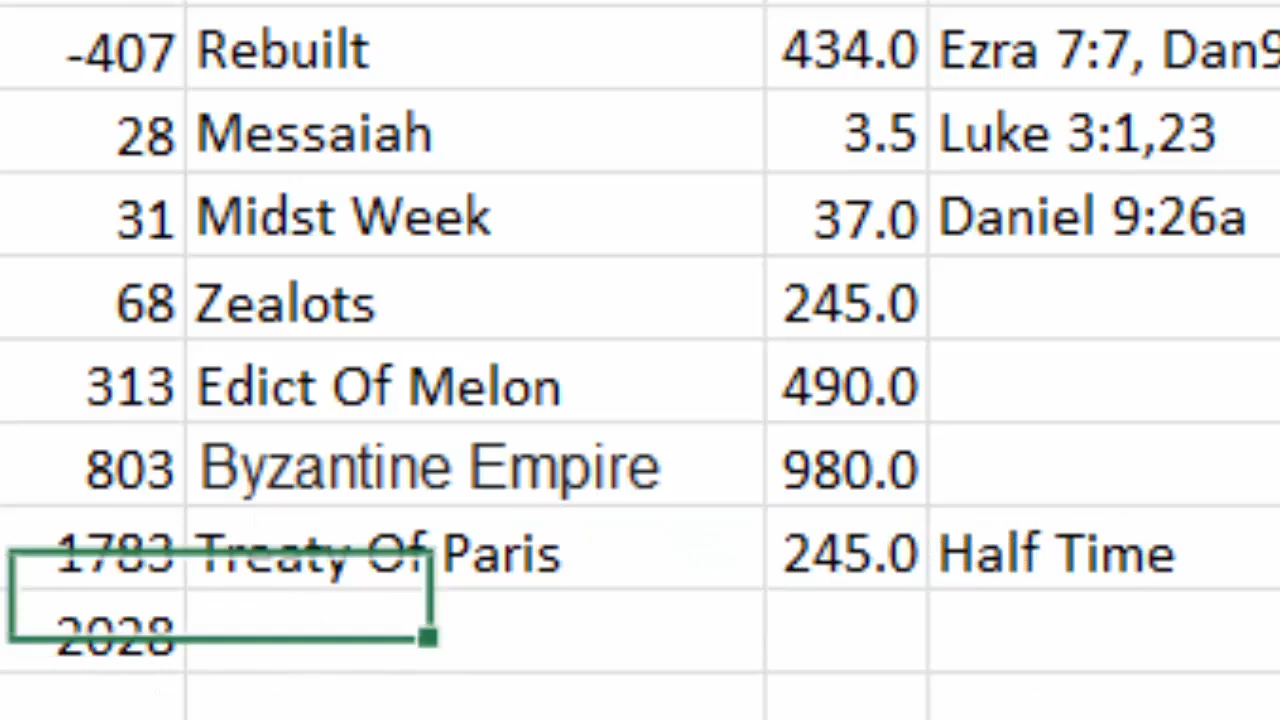 -407 Rebuilt 434.0 Ezra 7:7, Dan9
28 Messaiah 3.5 Luke 3:1,23
31 Midst Week 37.0 Daniel 9:26a
68 Zealots 245.0
313 Edict Of Melon 490.0
803 Byzantine Empire 980.0
1783 Treaty Of Paris 245.0 Half Time
2028